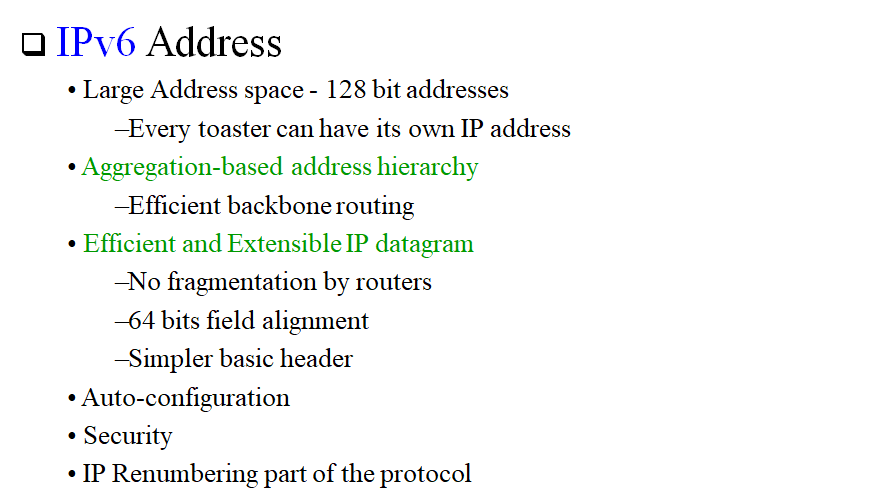 ❑ IPv6 Address
• Large Address space - 128 bit addresses
–Every toaster can have its own IP address
• Aggregation-based address hierarchy
–Efficient backbone routing
• Efficient and Extensible IP datagram
–No fragmentation by routers
–64 bits field alignment
–Simpler basic header
• Auto-configuration
• Security
• IP Renumbering part of the protocol